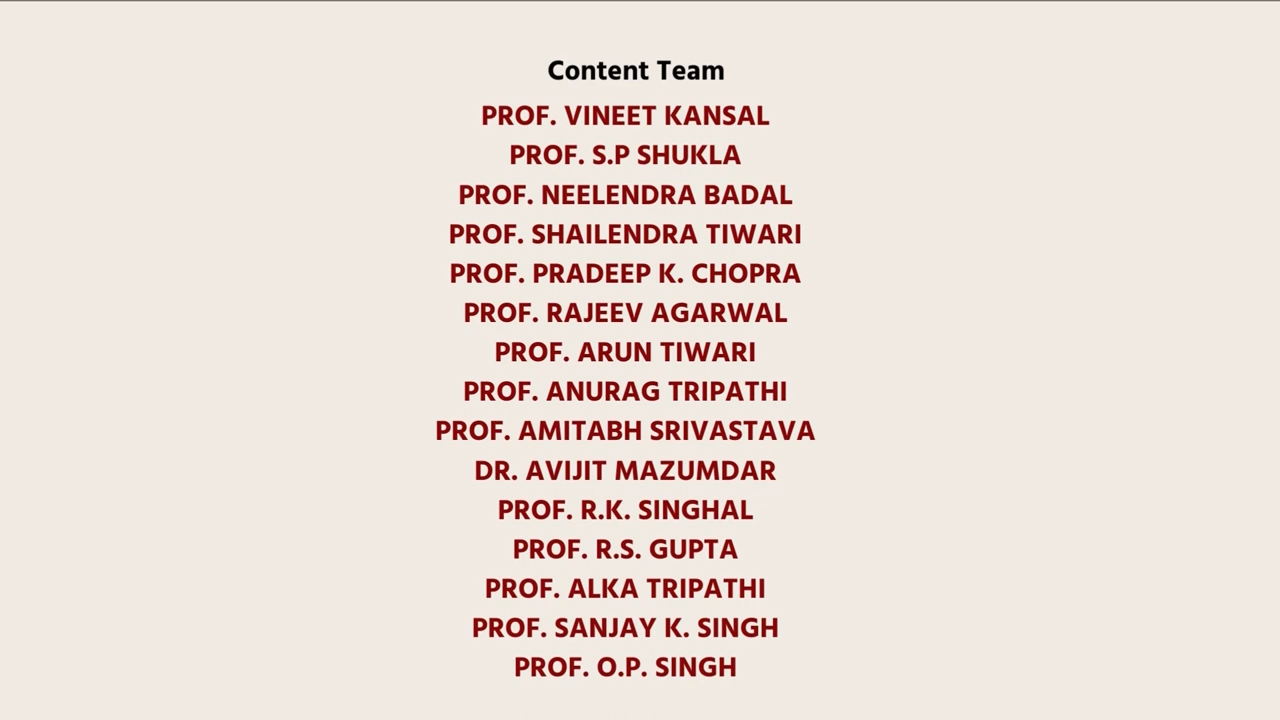 Content Team
PROF. VINEET KANSAL
PROF. S.P SHUKLA
PROF. NEELENDRA BADAL
PROF. SHAILENDRA TIWARI
PROF. PRADEEP K. CHOPRA
PROF. RAJEEV AGARWAL
PROF. ARUN TIWARI
PROF. ANURAG TRIPATHI
PROF. AMITABH SRIVASTAVA
DR. AVIJIT MAZUMDAR
PROF. R.K. SINGHAL
PROF. R.S. GUPTA
PROF. ALKA TRIPATHI
PROF. SANJAY K. SINGH
PROF. O.P. SINGH